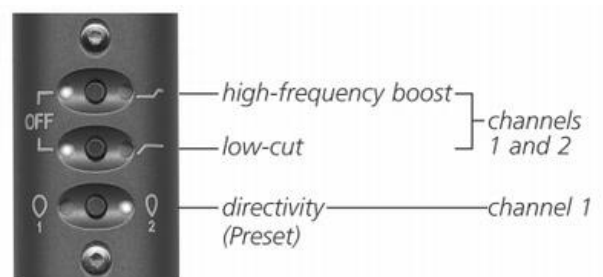 high-frequency boost
OFF
channels
low-cut
1 and 2
1
2
directivity
channel 1
(Preset)